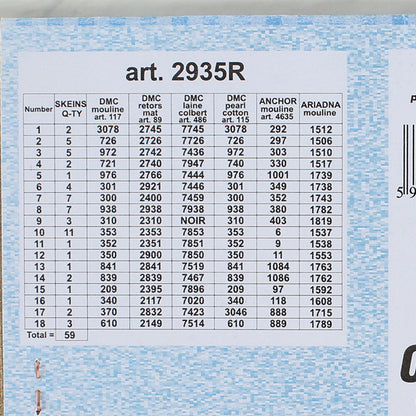 art. 2935R
Number SKEINS Q-TY DMC mouline art. 117 DMC retors mat art. 89 DMC laine colbert art. 486 DMC pearl cotton art. 115 ANCHOR mouline art. 4635 ARIADNA mouline
1 2 3078 2745 7745 3078 292 1512
2 5 726 2726 7726 726 297 1506
3 5 972 2742 7436 972 303 1510
4 2 721 2740 7947 740 330 1517
5 1 976 2766 7444 976 1001 1739
6 4 301 2921 7446 301 349 1738
7 7 300 2400 7459 300 352 1743
8 7 938 2938 7938 938 380 1782
9 3 310 2310 NOIR 310 403 1819
10 11 353 2353 7853 353 6 1537
11 1 352 2351 7851 352 9 1538
12 1 350 2900 7850 350 11 1553
13 1 841 2841 7519 841 1084 1763
14 2 839 2839 7467 839 1086 1762
15 1 209 2395 7896 209 97 1592
16 1 340 2117 7020 340 118 1608
17 2 370 2832 7423 3046 888 1715
18 3 610 2149 7514 610 889 1789
Total = 59